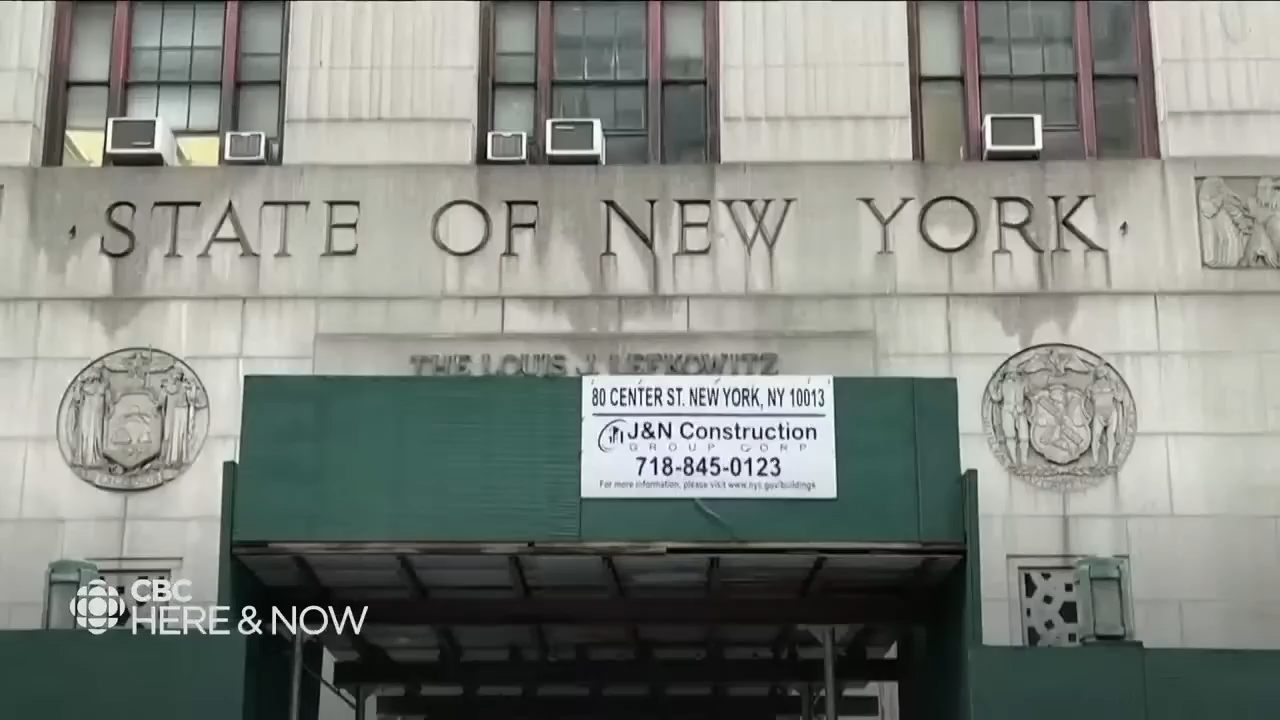 STATE OF NEW YORK
THE LOUIS J. LEFKOWITZ
80 CENTER ST. NEW YORK, NY 10013
J&N Construction
GROUP CORP
718-845-0123
For more information, please visit www.nyc.gov/buildings
CBC
HERE & NOW